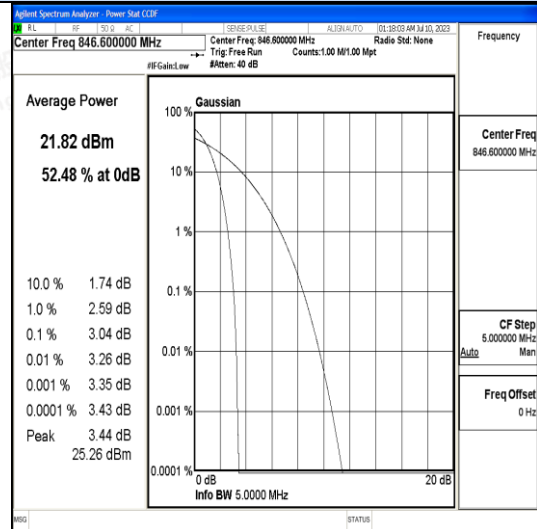 Agilent Spectrum Analyzer - Power Stat CCDF
RL RF 50 Ω AC SENSE:PULSE ALIGN AUTO 01:18:03 AM Jul 10, 2023
Center Freq 846.600000 MHz
Center Freq: 846.600000 MHz Radio Std: None
Trig: Free Run Counts:1.00 M/1.00 Mpt
#IFGain:Low #Atten: 40 dB
Frequency
Average Power
21.82 dBm
52.48 % at 0dB
10.0 % 1.74 dB
1.0 % 2.59 dB
0.1 % 3.04 dB
0.01 % 3.26 dB
0.001 % 3.35 dB
0.0001 % 3.43 dB
Peak 3.44 dB
25.26 dBm
Gaussian
100 %
10 %
1 %
0.1 %
0.01 %
0.001 %
0.0001 %
0 dB 20 dB
Info BW 5.0000 MHz
Center Freq
846.600000 MHz
CF Step
5.000000 MHz
Auto Man
Freq Offset
0 Hz
MSG STATUS